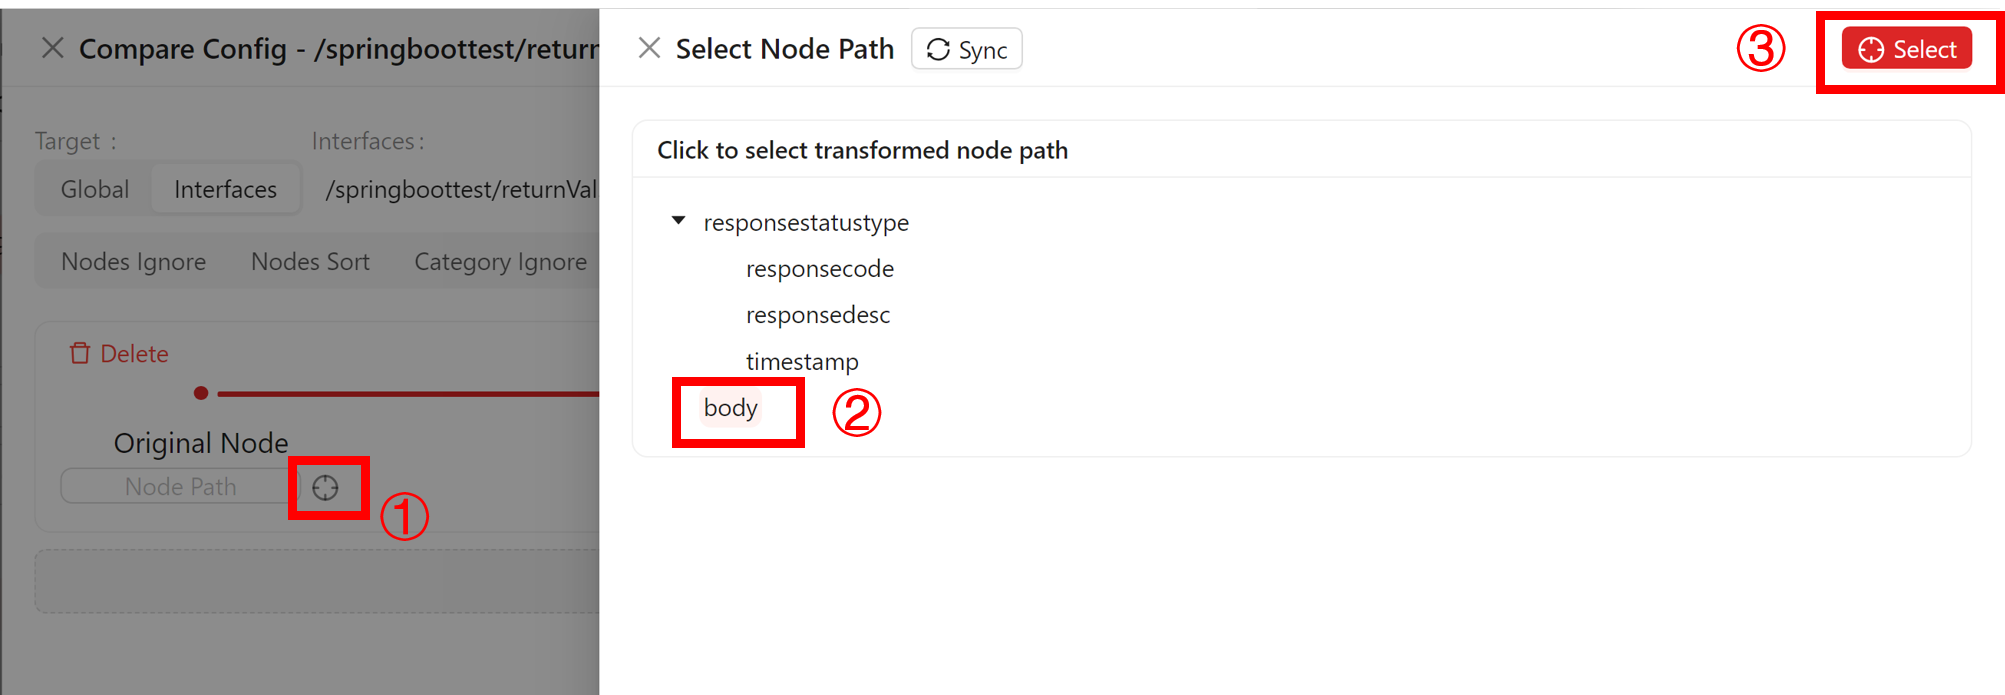 Compare Config - /springboottest/return
Target :
Interfaces :
Global
Interfaces
/springboottest/returnVal
Nodes Ignore
Nodes Sort
Category Ignore
Delete
Original Node
Node Path
①
Select Node Path
Sync
③
Select
Click to select transformed node path
responsestatustype
responsecode
responsedesc
timestamp
body
②